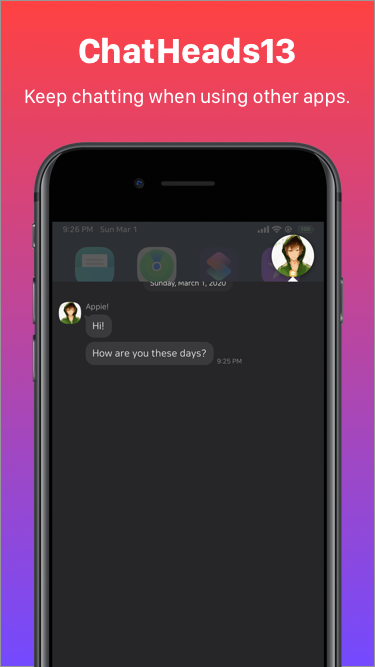 ChatHeads13
Keep chatting when using other apps.
9:26 PM Sun Mar 1
Sunday, March 1, 2020
Appie!
Hi!
How are you these days?
9:25 PM